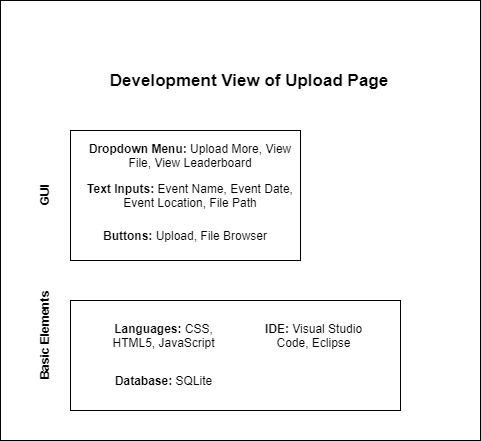 Development View of Upload Page
GUI
Dropdown Menu: Upload More, View
File, View Leaderboard
Text Inputs: Event Name, Event Date,
Event Location, File Path
Buttons: Upload, File Browser
Basic Elements
Languages: CSS,
HTML5, JavaScript
IDE: Visual Studio
Code, Eclipse
Database: SQLite